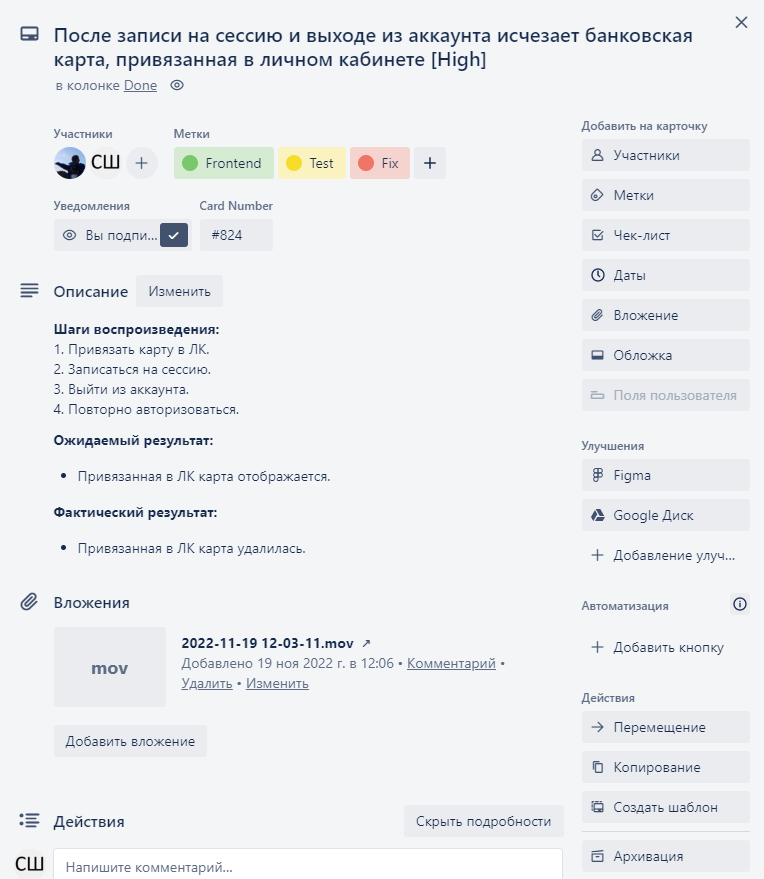 После записи на сессию и выходе из аккаунта исчезает банковская
карта, привязанная в личном кабинете [High]
в колонке Done
Участники
Метки
СШ
Frontend
Test
Fix
Уведомления
Card Number
Вы подпи...
#824
Описание
Изменить
Шаги воспроизведения:
1. Привязать карту в ЛК.
2. Записаться на сессию.
3. Выйти из аккаунта.
4. Повторно авторизоваться.
Ожидаемый результат:
• Привязанная в ЛК карта отображается.
Фактический результат:
• Привязанная в ЛК карта удалилась.
Вложения
mov
2022-11-19 12-03-11.mov ↗
Добавлено 19 ноя 2022 г. в 12:06 • Комментарий •
Удалить • Изменить
Добавить вложение
Действия
Скрыть подробности
СШ
Напишите комментарий…
Добавить на карточку
Участники
Метки
Чек-лист
Даты
Вложение
Обложка
Поля пользователя
Улучшения
Figma
Google Диск
Добавление улуч...
Автоматизация
Добавить кнопку
Действия
Перемещение
Копирование
Создать шаблон
Архивация